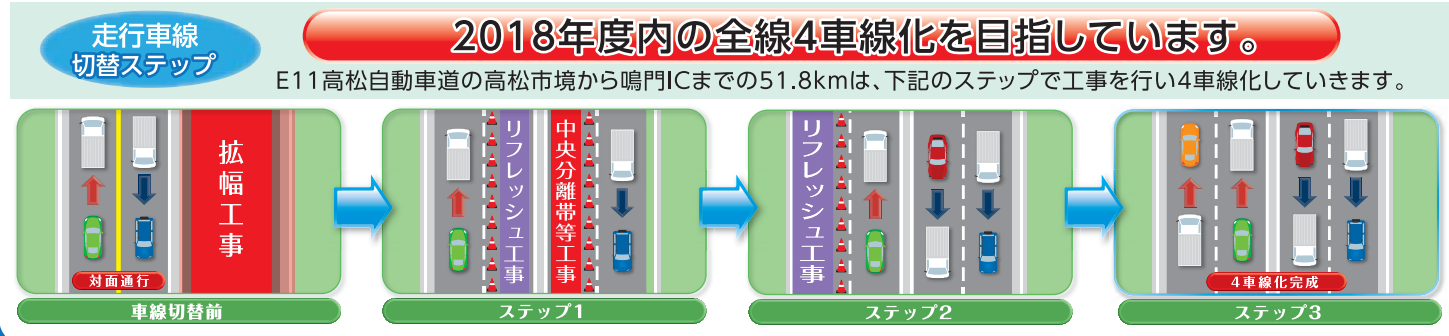 走行車線
切替ステップ
2018年度内の全線4車線化を目指しています。
E11高松自動車道の高松市境から鳴門ICまでの51.8kmは、下記のステップで工事を行い4車線化していきます。
拡幅工事
対面通行
車線切替前
リフレッシュ工事
中央分離帯等工事
ステップ1
リフレッシュ工事
ステップ2
4車線化完成
ステップ3